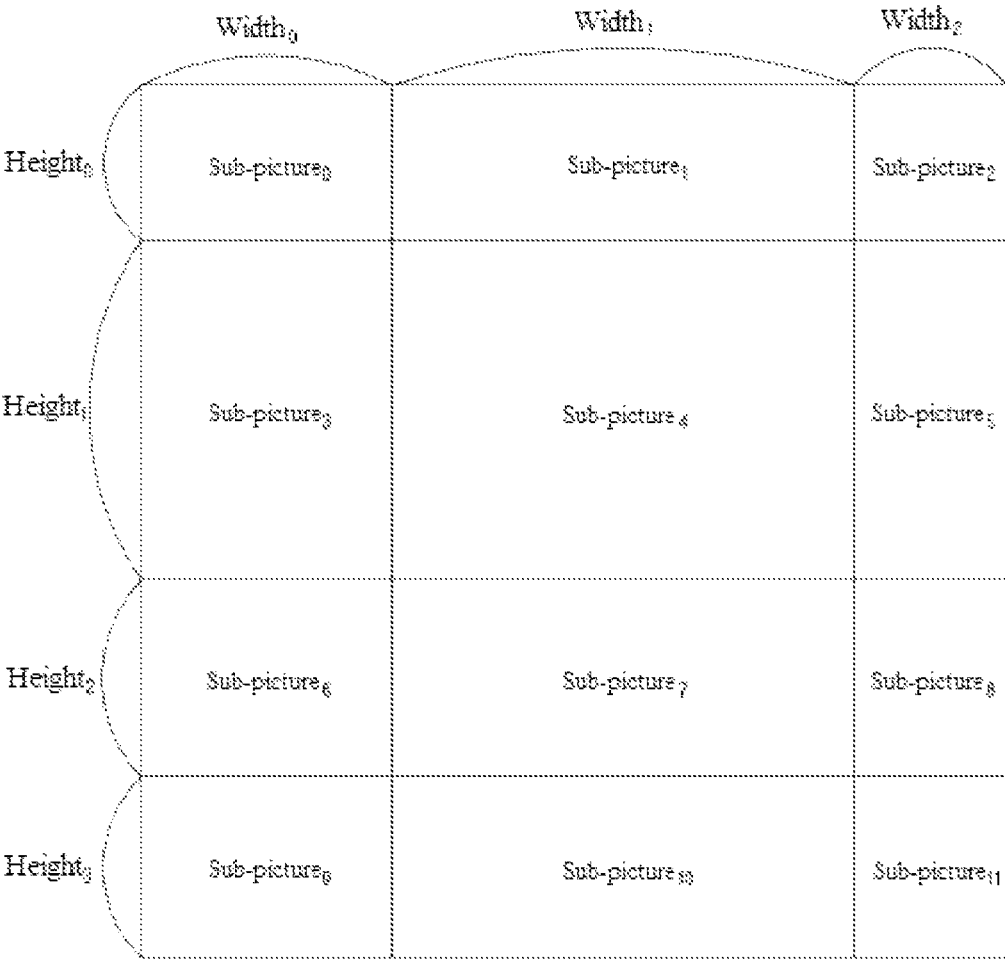 Width₀ Width₁ Width₂
Height₀ Sub-picture₀ Sub-picture₁ Sub-picture₂
Height₁ Sub-picture₃ Sub-picture₄ Sub-picture₅
Height₂ Sub-picture₆ Sub-picture₇ Sub-picture₈
Height₃ Sub-picture₉ Sub-picture₁₀ Sub-picture₁₁